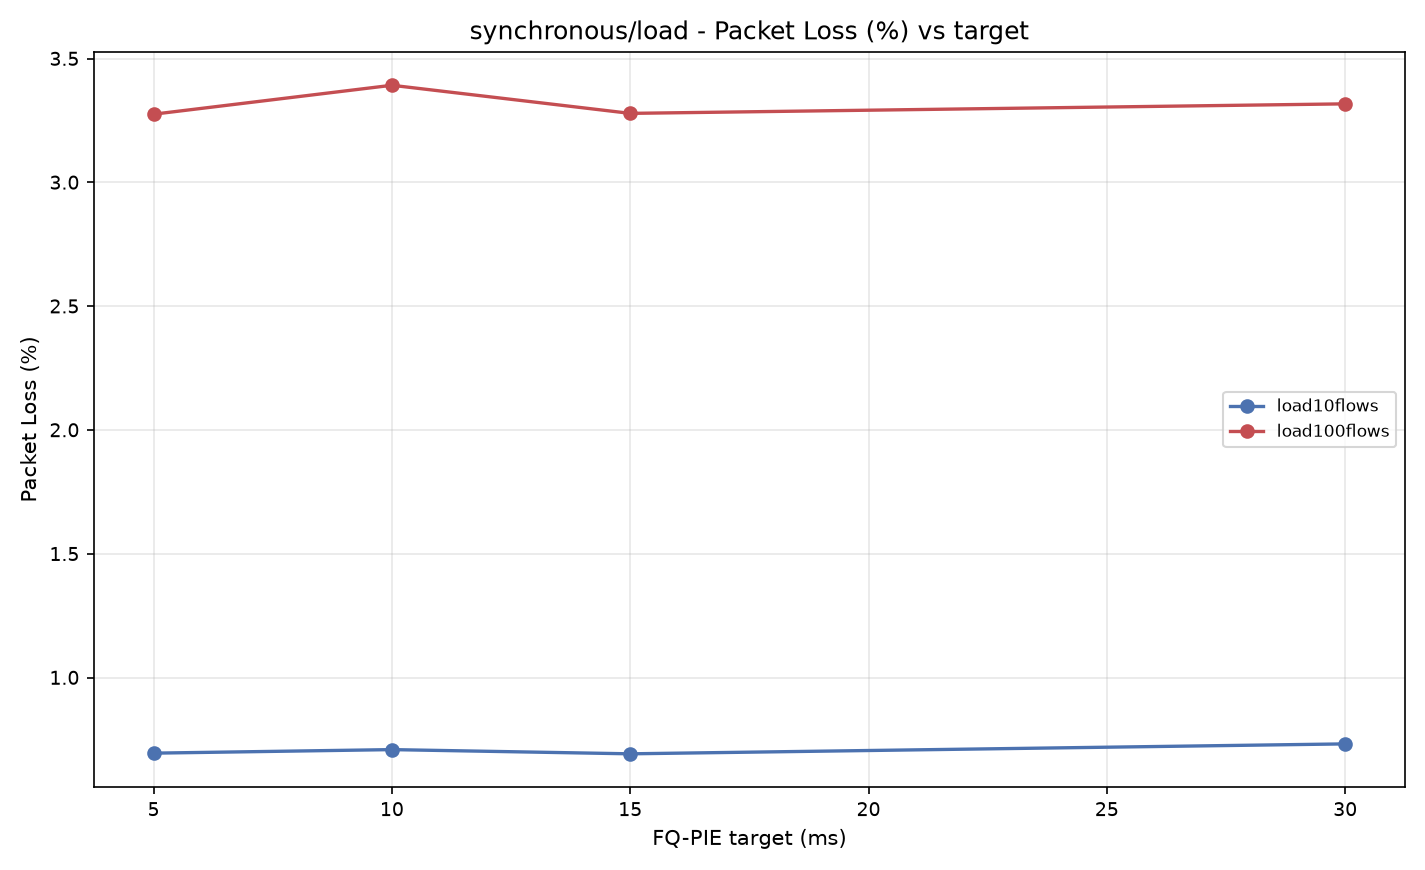 synchronous/load - Packet Loss (%) vs target
3.5
3.0
2.5
2.0
1.5
1.0
Packet Loss (%)
load10flows
load100flows
5 10 15 20 25 30
FQ-PIE target (ms)